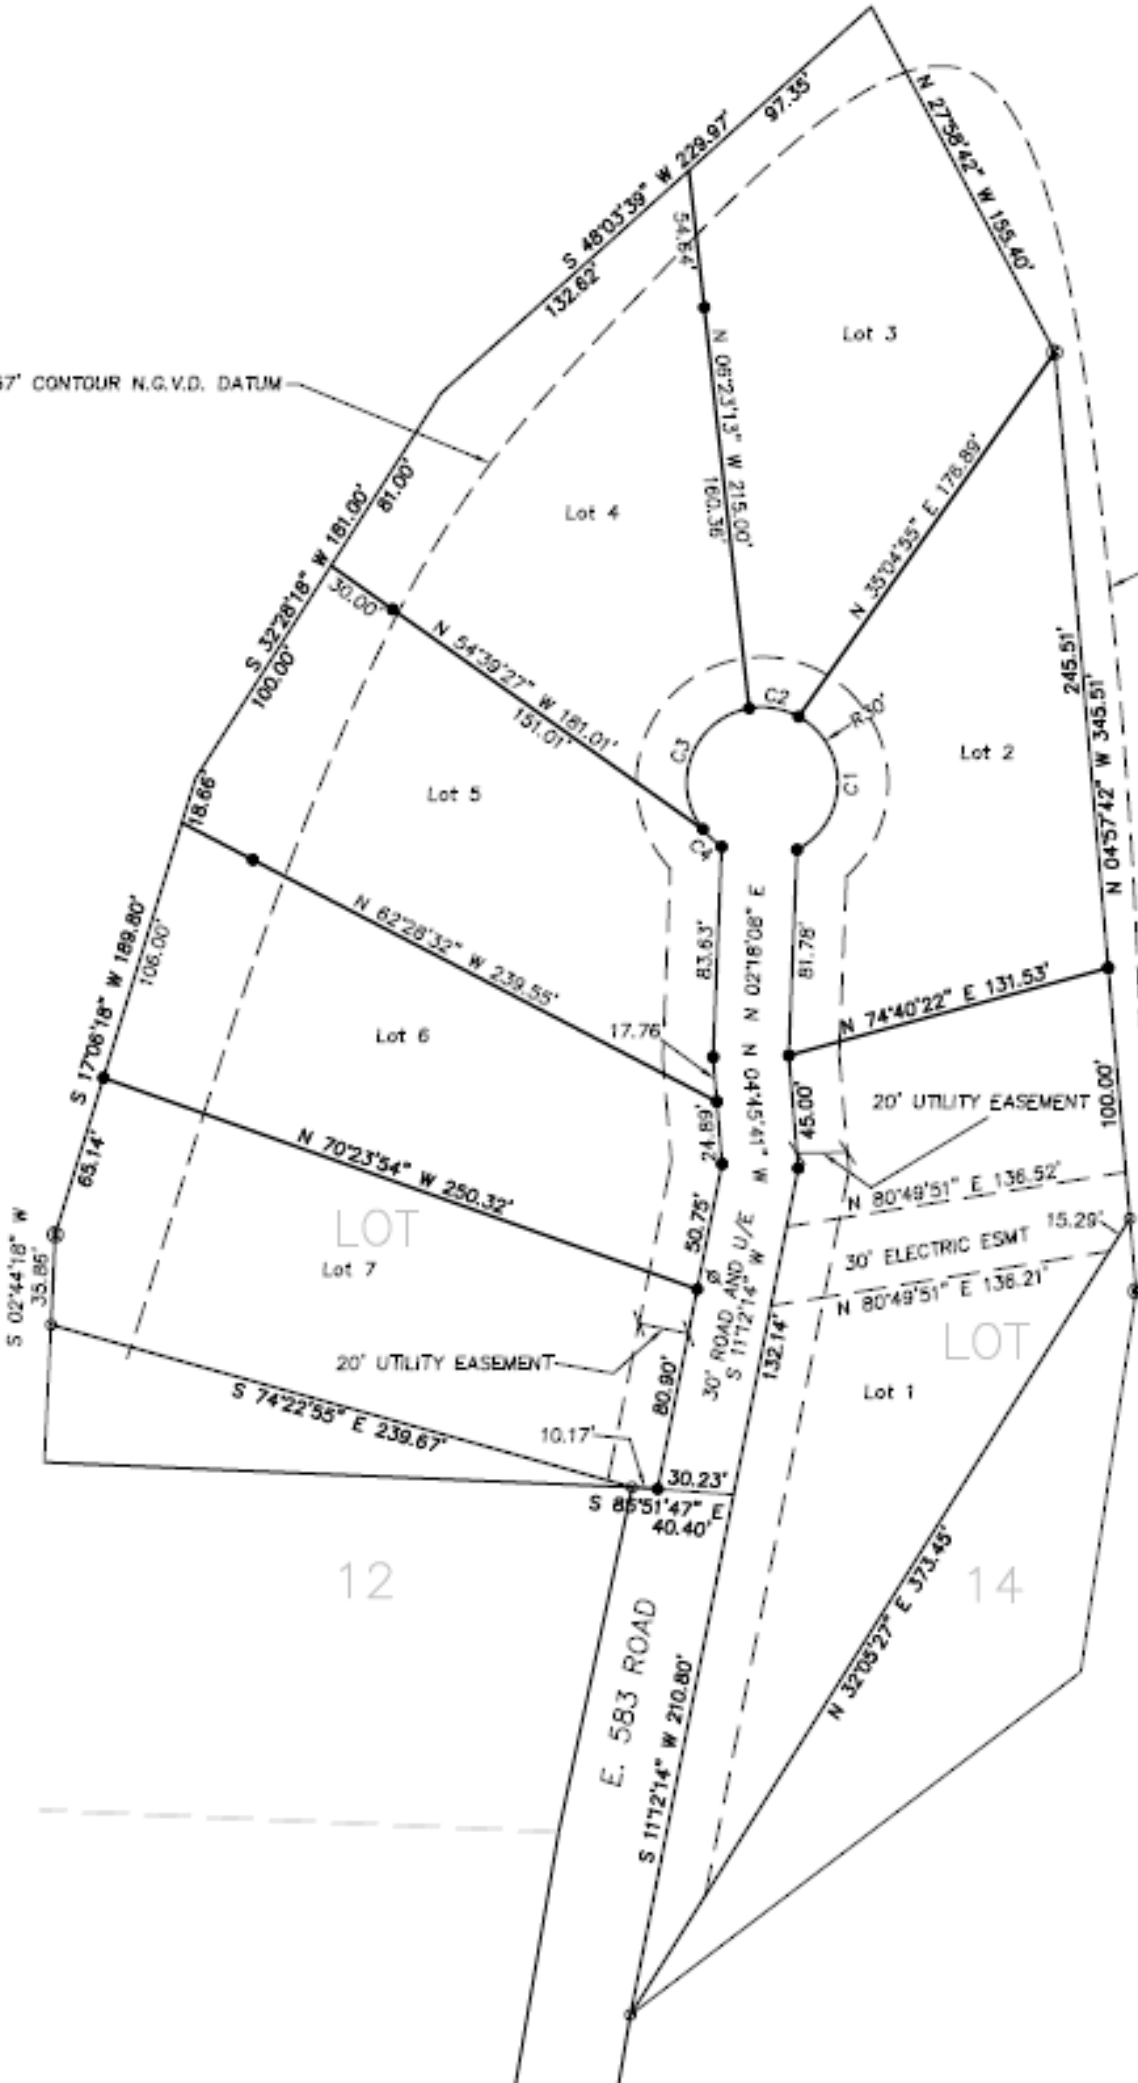 N 27°58'42" W 155.40'
97.35'
S 48°03'39" W 229.97'
132.62'
54.64'
Lot 3
N 06°23'13" W 215.00'
160.36'
57' CONTOUR N.G.V.D. DATUM
81.00'
S 32°28'18" W 181.00'
100.00'
Lot 4
30.00'
N 54°39'27" W 181.01'
151.01'
N 35°04'55" E 176.89'
245.51'
N 04°57'42" W 345.51'
C2
R30'
C3
C1
C4
Lot 2
Lot 5
18.66'
S 17°06'18" W 189.80'
106.00'
N 62°28'32" W 239.55'
83.63'
N 02°18'08" E
81.78'
N 74°40'22" E 131.53'
Lot 6
17.76'
N 04°45'41" W
24.89'
45.00'
20' UTILITY EASEMENT
100.00'
65.14'
N 70°23'54" W 250.32'
50.75'
N 80°49'51" E 136.52'
LOT
Lot 7
S 02°44'18" W
35.86'
30' ROAD AND U/E
S 11°12'14" W
132.14'
30' ELECTRIC ESMT
15.29'
N 80°49'51" E 136.21'
LOT
20' UTILITY EASEMENT
80.90'
Lot 1
S 74°22'55" E 239.67'
10.17'
30.23'
S 85°51'47" E
40.40'
12
14
E. 583 ROAD
S 11°12'14" W 210.80'
N 32°05'27" E 373.45'